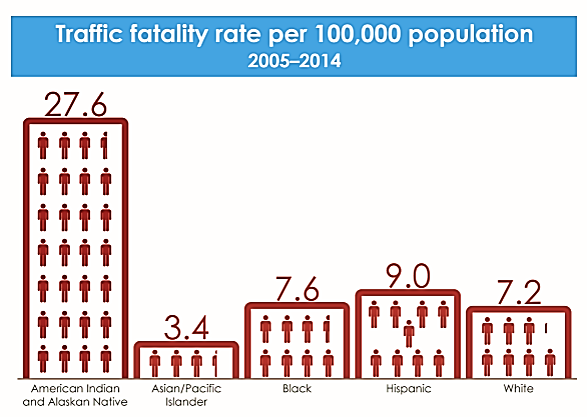 Traffic fatality rate per 100,000 population
2005–2014
27.6
3.4
7.6
9.0
7.2
American Indian
and Alaskan Native
Asian/Pacific
Islander
Black
Hispanic
White